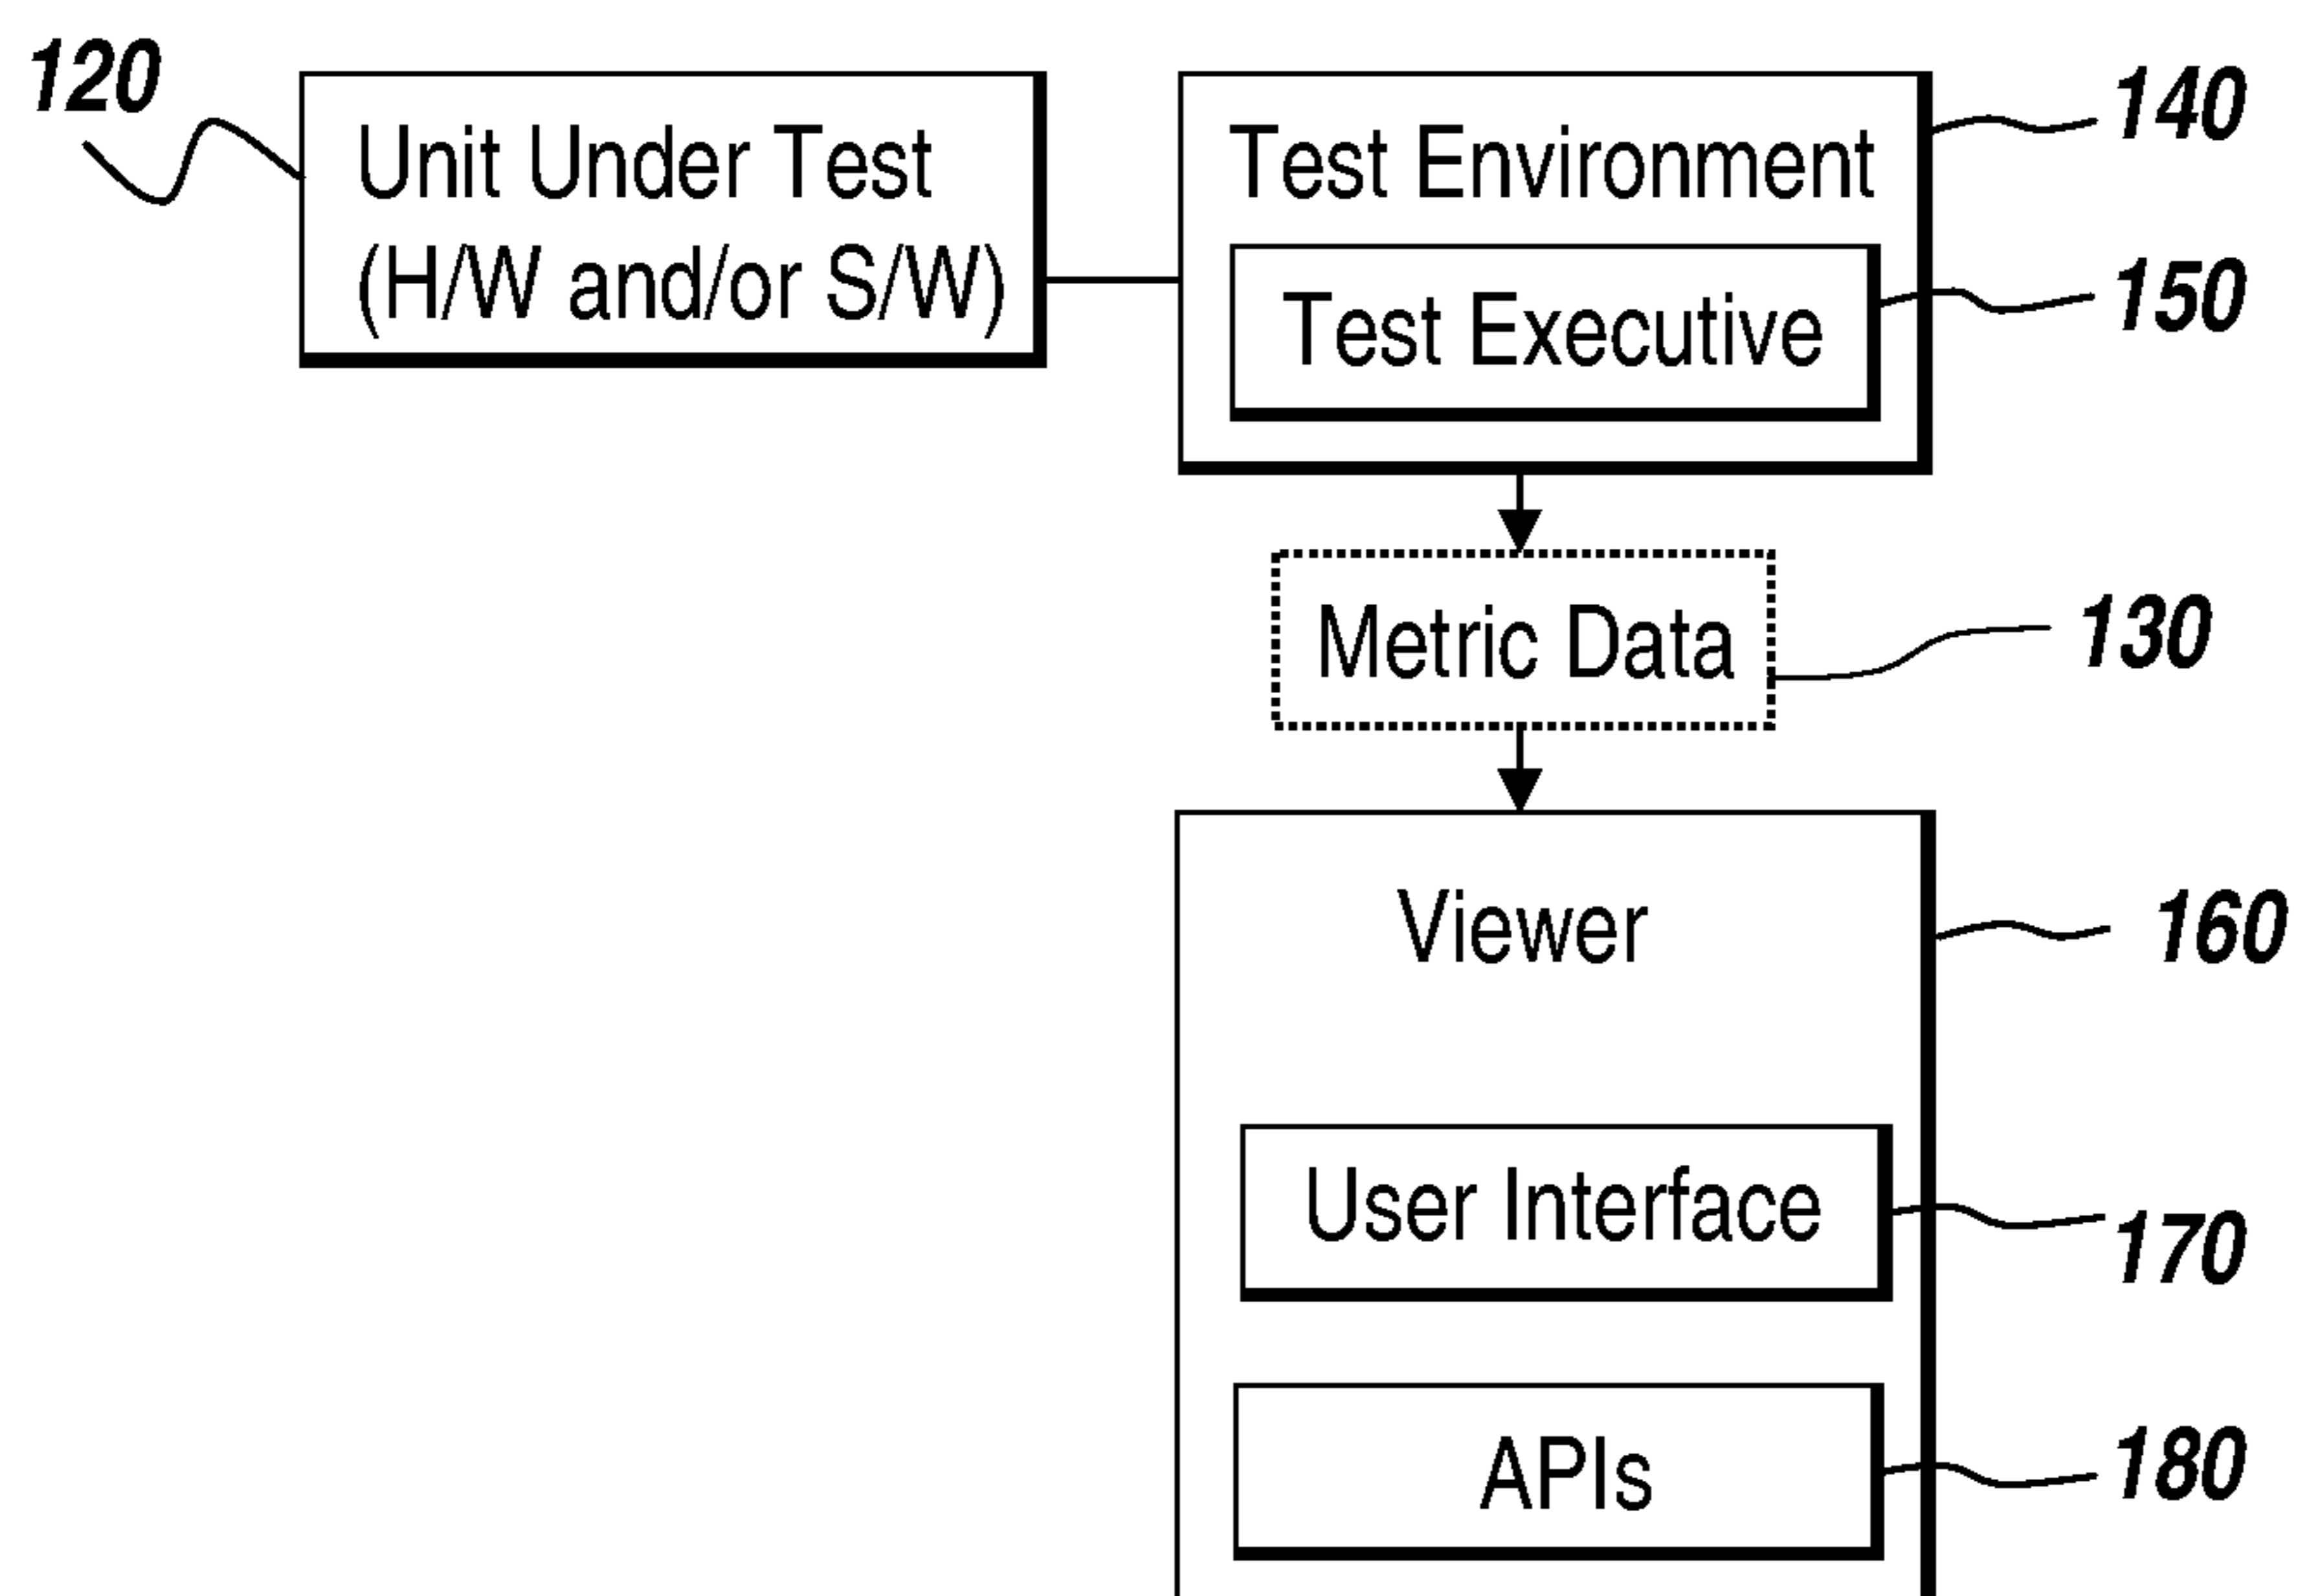 120
Unit Under Test
(H/W and/or S/W)
Test Environment
140
Test Executive
150
Metric Data
130
Viewer
160
User Interface
170
APIs
180